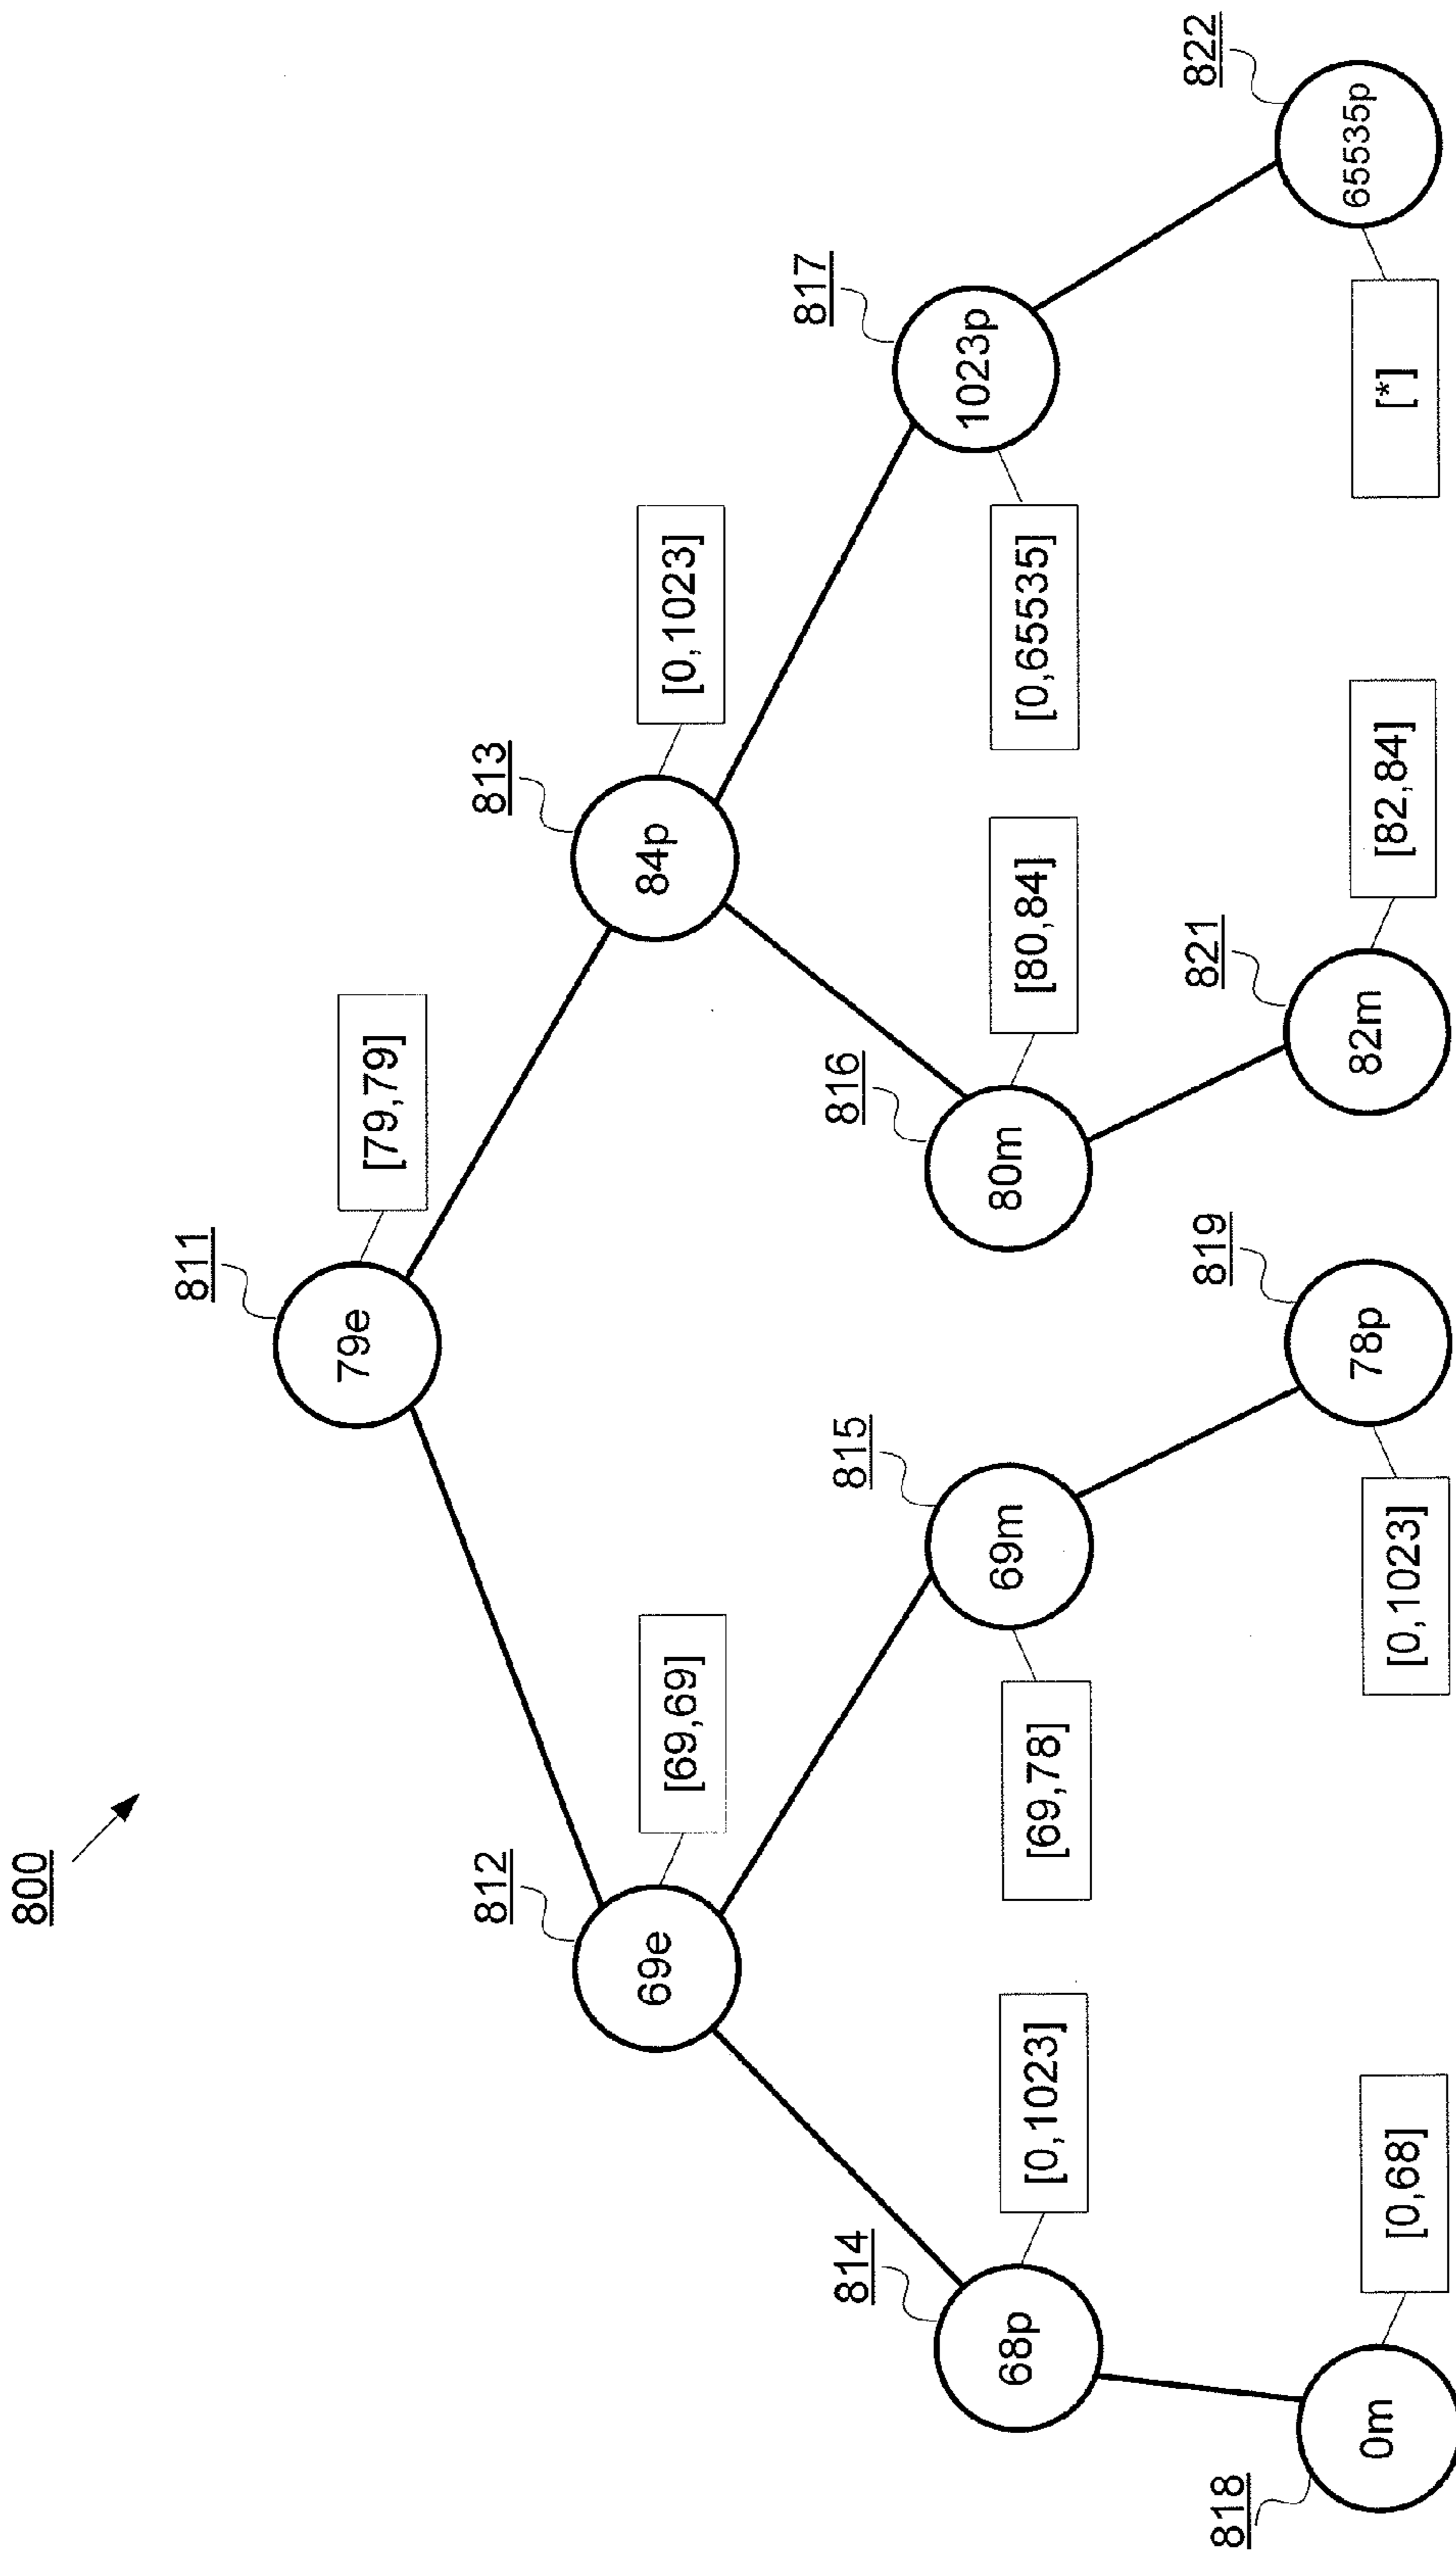 800
811
79e
[79,79]
812
69e
[69,69]
813
84p
[0,1023]
814
68p
[0,1023]
815
69m
[69,78]
816
80m
[80,84]
817
1023p
[0,65535]
818
0m
[0,68]
819
78p
[0,1023]
821
82m
[82,84]
822
65535p
[*]